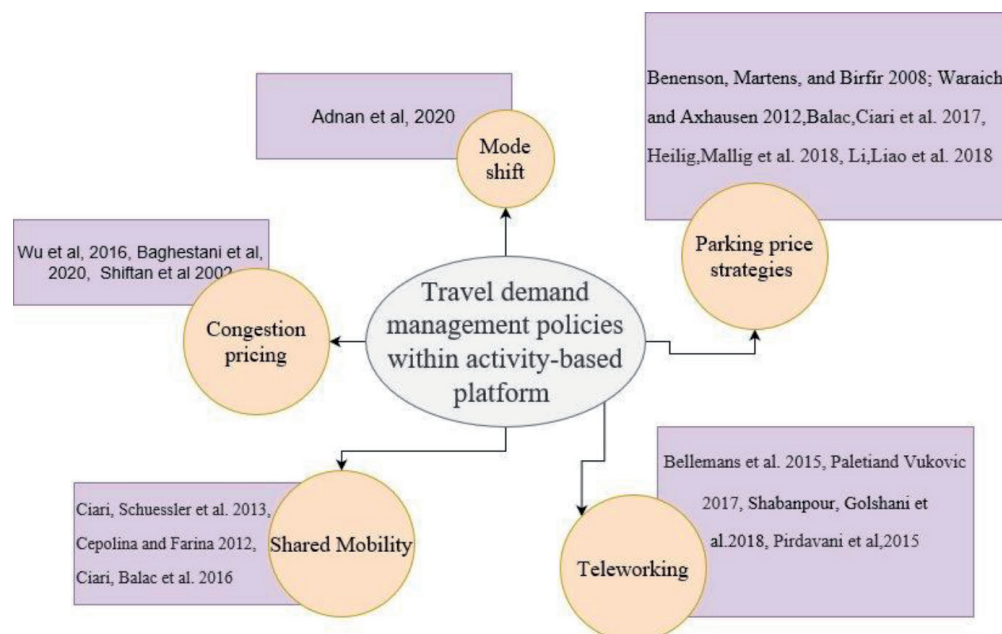 Adnan et al, 2020
Mode
shift
Benenson, Martens, and Birfir 2008; Waraich
and Axhausen 2012,Balac,Ciari et al. 2017,
Heilig,Mallig et al. 2018, Li,Liao et al. 2018
Parking price
strategies
Wu et al, 2016, Baghestani et al,
2020, Shiftan et al 2002
Congestion
pricing
Travel demand
management policies
within activity-based
platform
Ciari, Schuessler et al. 2013,
Cepolina and Farina 2012,
Ciari, Balac et al. 2016
Shared Mobility
Bellemans et al. 2015, Paletiand Vukovic
2017, Shabanpour, Golshani et
al.2018, Pirdavani et al,2015
Teleworking